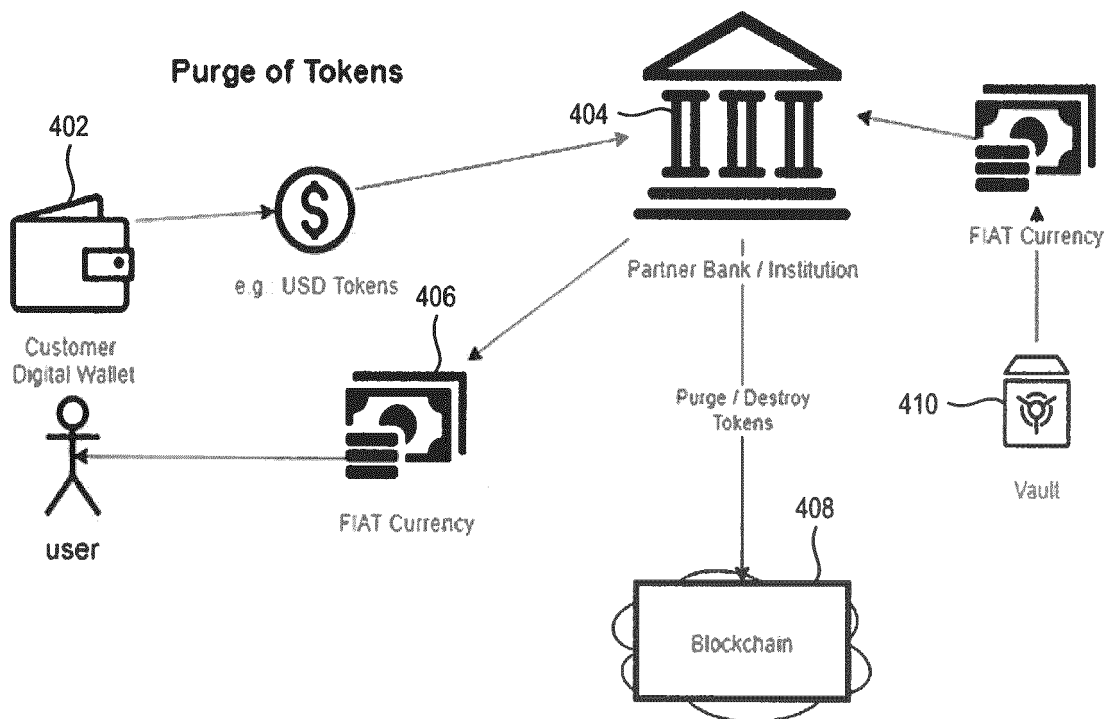 Purge of Tokens
402
404
FIAT Currency
Partner Bank / Institution
e.g.: USD Tokens
406
Customer
Digital Wallet
Purge / Destroy
Tokens
410
Vault
FIAT Currency
408
user
Blockchain